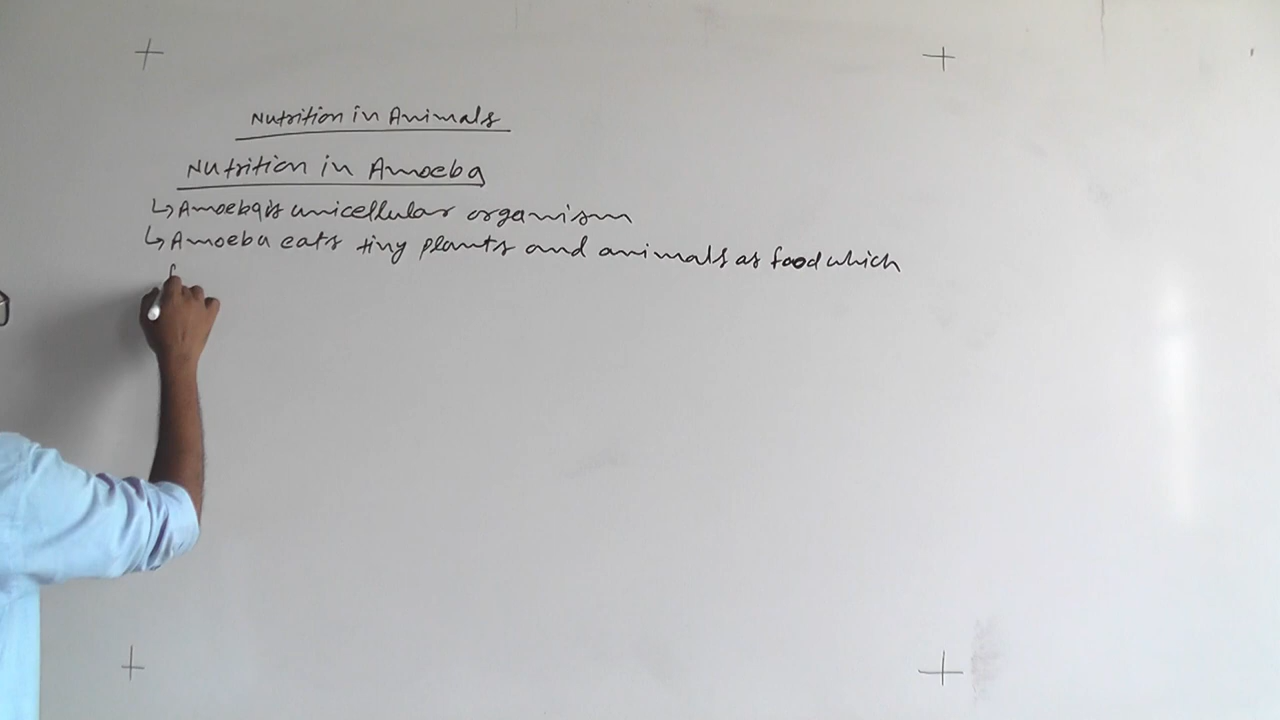 Nutrition in Animals
Nutrition in Amoeba
↳ Amoeba is unicellular organism
↳ Amoeba eats tiny plants and animals as food which
f